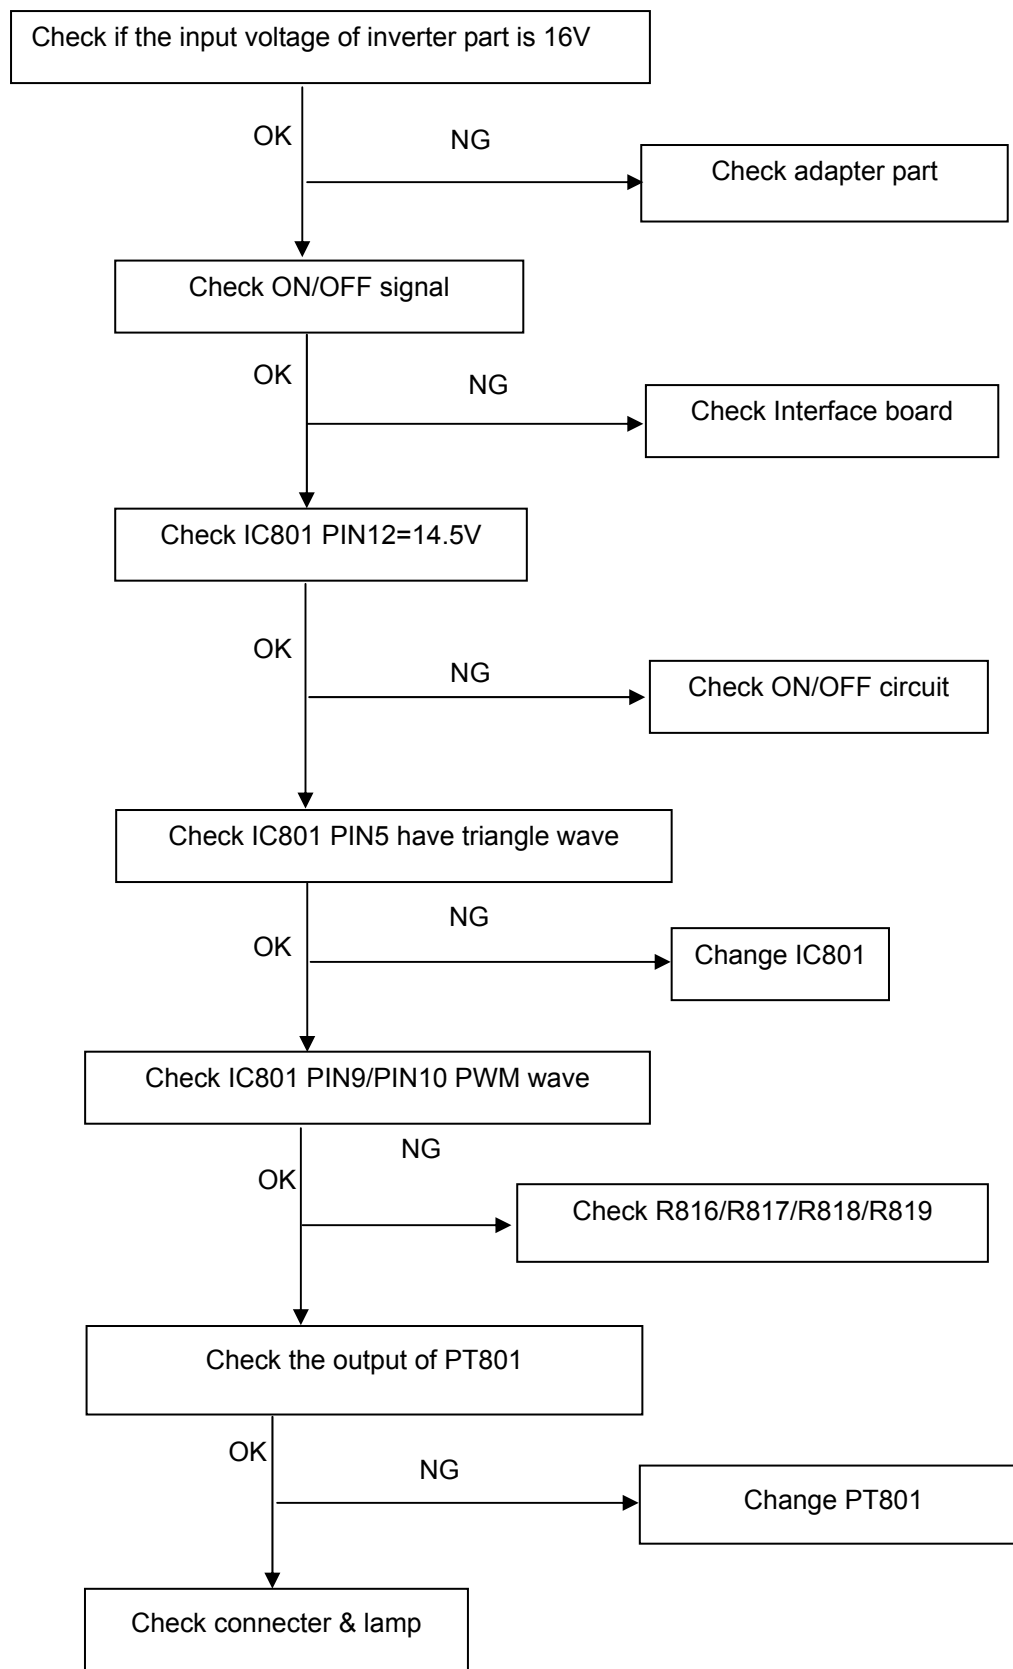 Check if the input voltage of inverter part is 16V
OK
NG
Check adapter part
Check ON/OFF signal
OK
NG
Check Interface board
Check IC801 PIN12=14.5V
OK
NG
Check ON/OFF circuit
Check IC801 PIN5 have triangle wave
NG
OK
Change IC801
Check IC801 PIN9/PIN10 PWM wave
NG
OK
Check R816/R817/R818/R819
Check the output of PT801
OK
NG
Change PT801
Check connecter & lamp